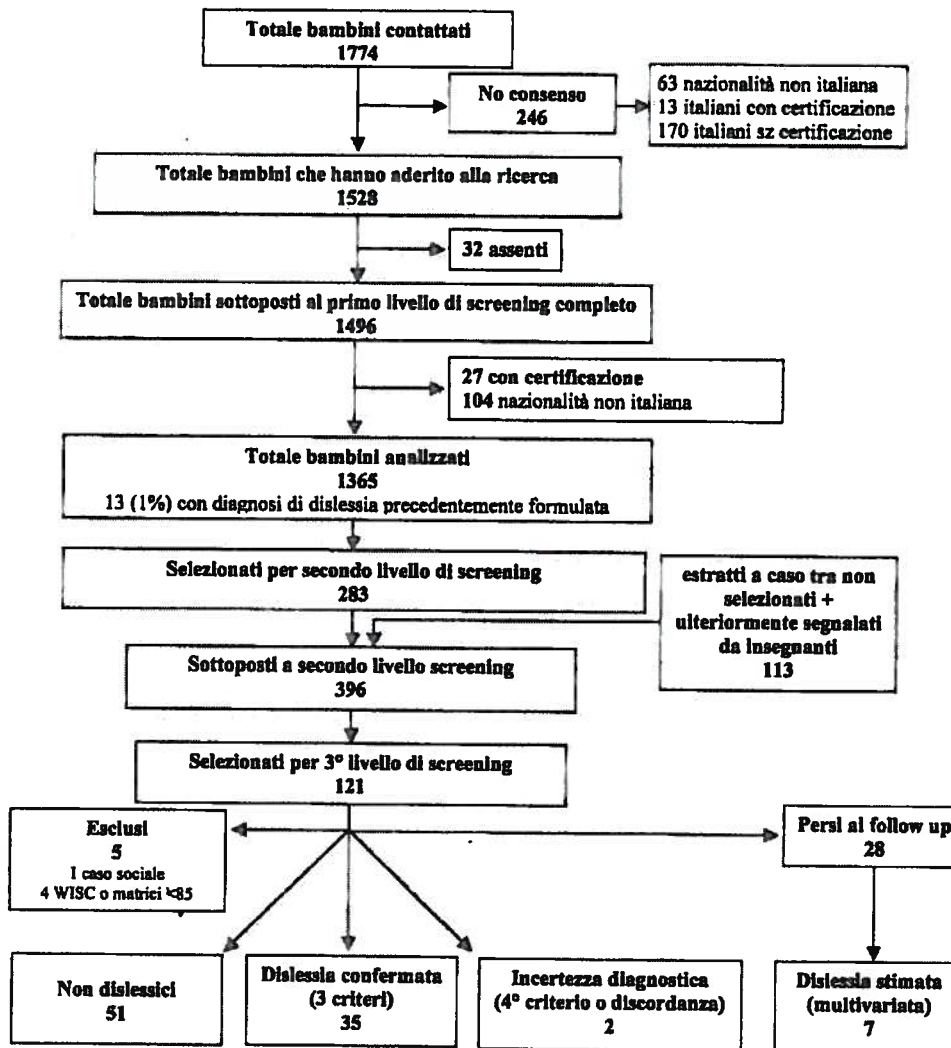 Totale bambini contattati
1774
No consenso
246
63 nazionalità non italiana
13 italiani con certificazione
170 italiani sz certificazione
Totale bambini che hanno aderito alla ricerca
1528
32 assenti
Totale bambini sottoposti al primo livello di screening completo
1496
27 con certificazione
104 nazionalità non italiana
Totale bambini analizzati
1365
13 (1%) con diagnosi di dislessia precedentemente formulata
Selezionati per secondo livello di screening
283
estratti a caso tra non
selezionati +
ulteriormente segnalati
da insegnanti
113
Sottoposti a secondo livello screening
396
Selezionati per 3° livello di screening
121
Esclusi
5
1 caso sociale
4 WISC o matrici <85
Persi al follow up
28
Non dislessici
51
Dislessia confermata
(3 criteri)
35
Incertezza diagnostica
(4° criterio o discordanza)
2
Dislessia stimata
(multivariata)
7